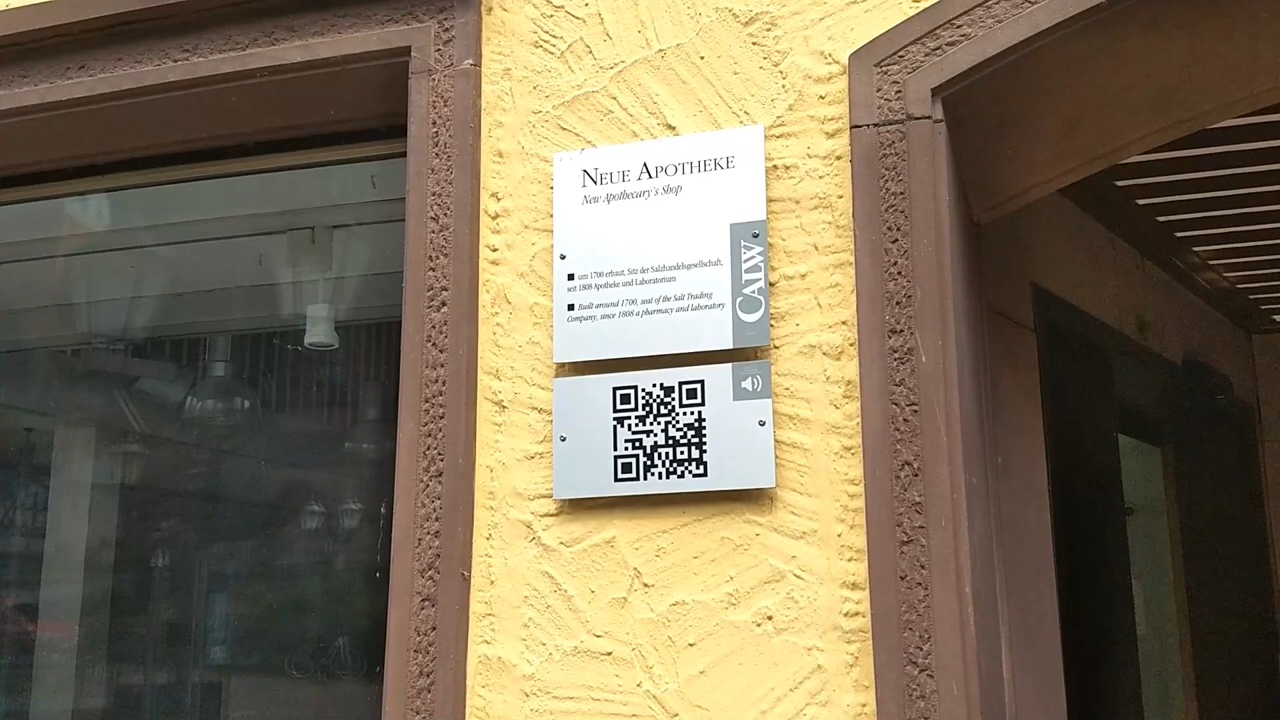 NEUE APOTHEKE
New Apothecary's Shop
um 1700 erbaut, Sitz der Salzhandelsgesellschaft,
seit 1808 Apotheke und Laboratorium
Built around 1700, seat of the Salt Trading
Company, since 1808 a pharmacy and laboratory
CALW